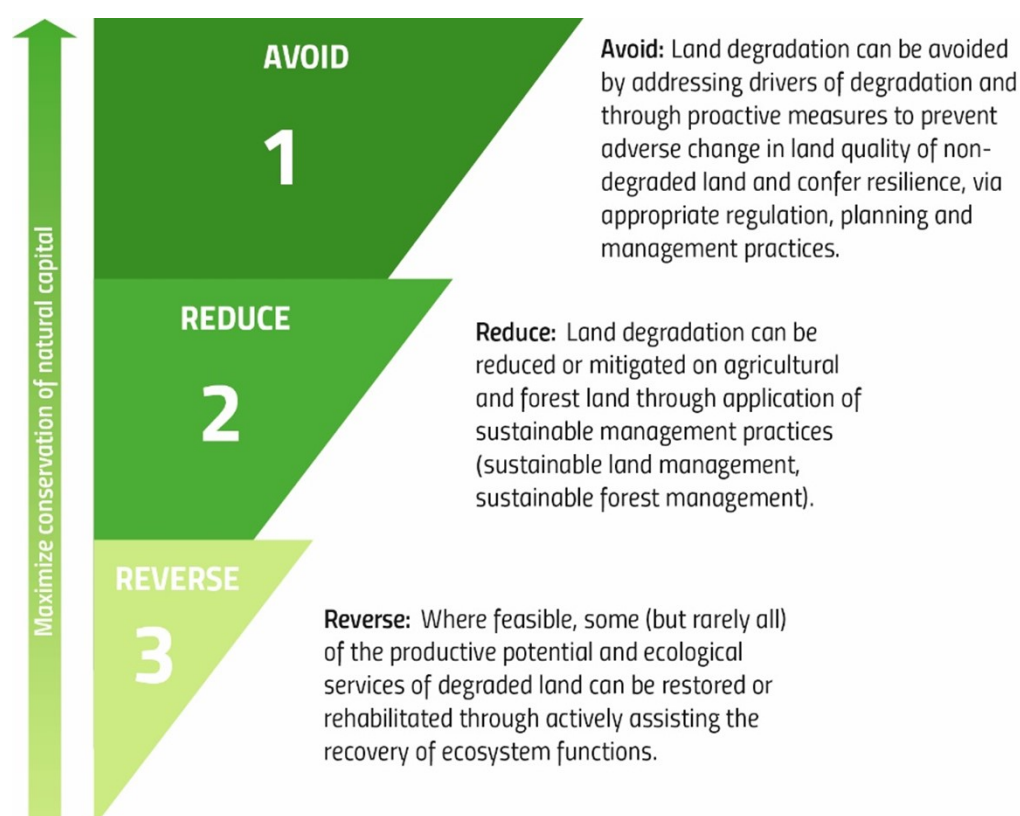 Maximize conservation of natural capital
AVOID
1
Avoid: Land degradation can be avoided
by addressing drivers of degradation and
through proactive measures to prevent
adverse change in land quality of non-
degraded land and confer resilience, via
appropriate regulation, planning and
management practices.
REDUCE
2
Reduce: Land degradation can be
reduced or mitigated on agricultural
and forest land through application of
sustainable management practices
(sustainable land management,
sustainable forest management).
REVERSE
3
Reverse: Where feasible, some (but rarely all)
of the productive potential and ecological
services of degraded land can be restored or
rehabilitated through actively assisting the
recovery of ecosystem functions.